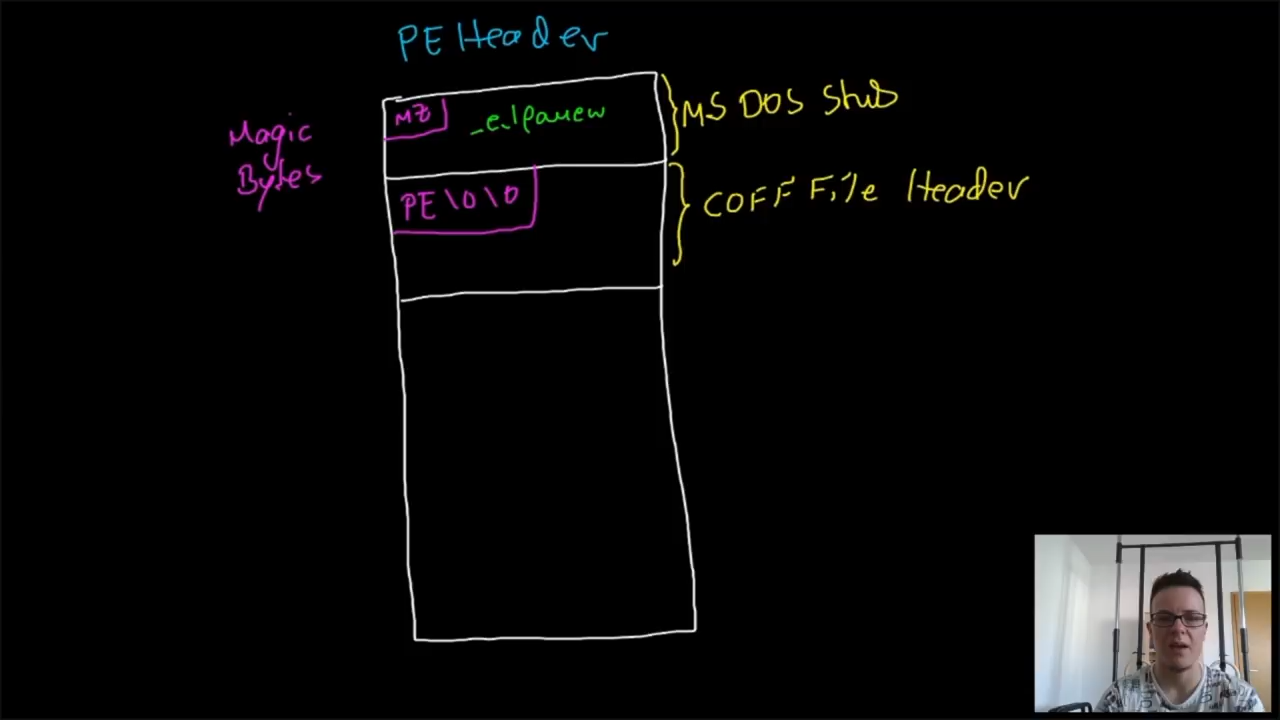 PE Header
MZ
_e_lfanew
MS DOS Stub
Magic
Bytes
PE\0\0
COFF File Header